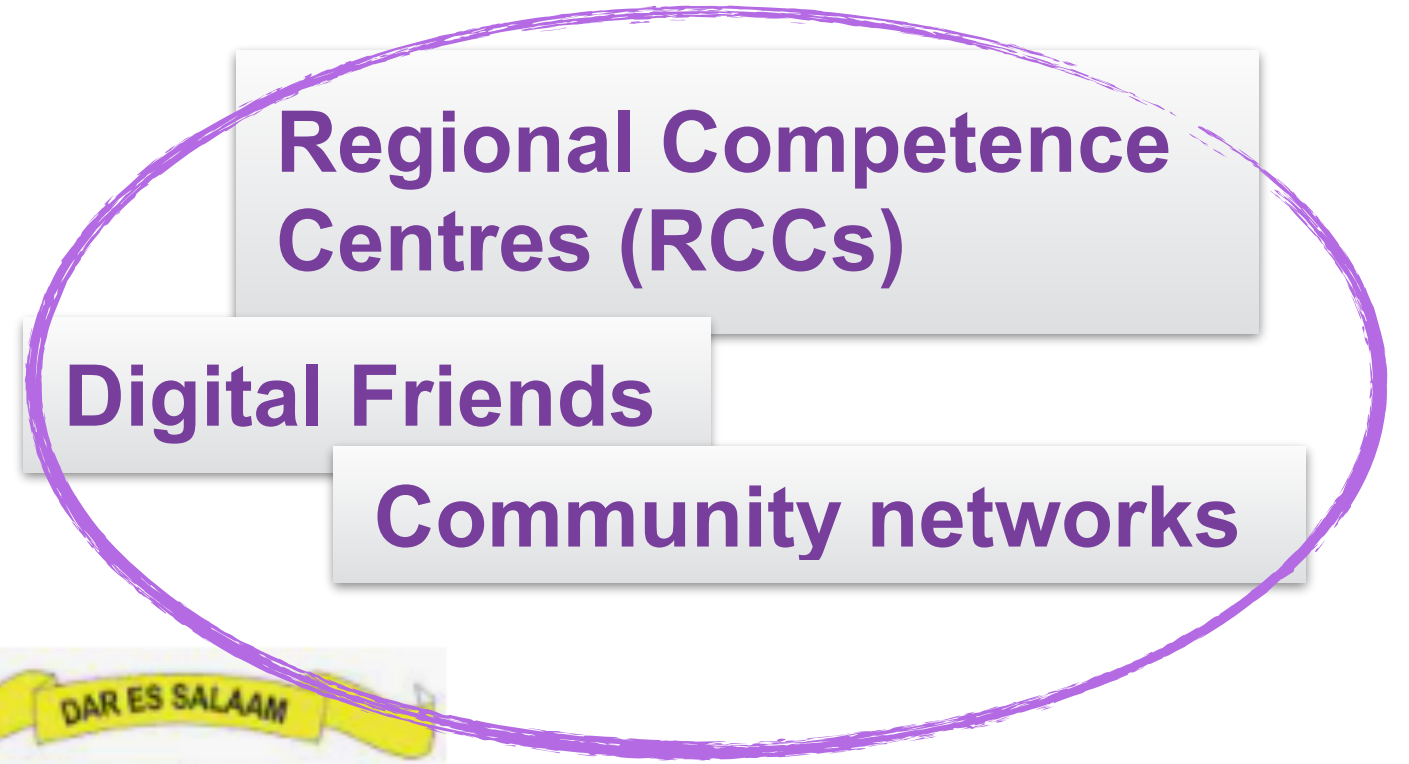 Regional Competence
Centres (RCCs)
Digital Friends
Community networks
DAR ES SALAAM